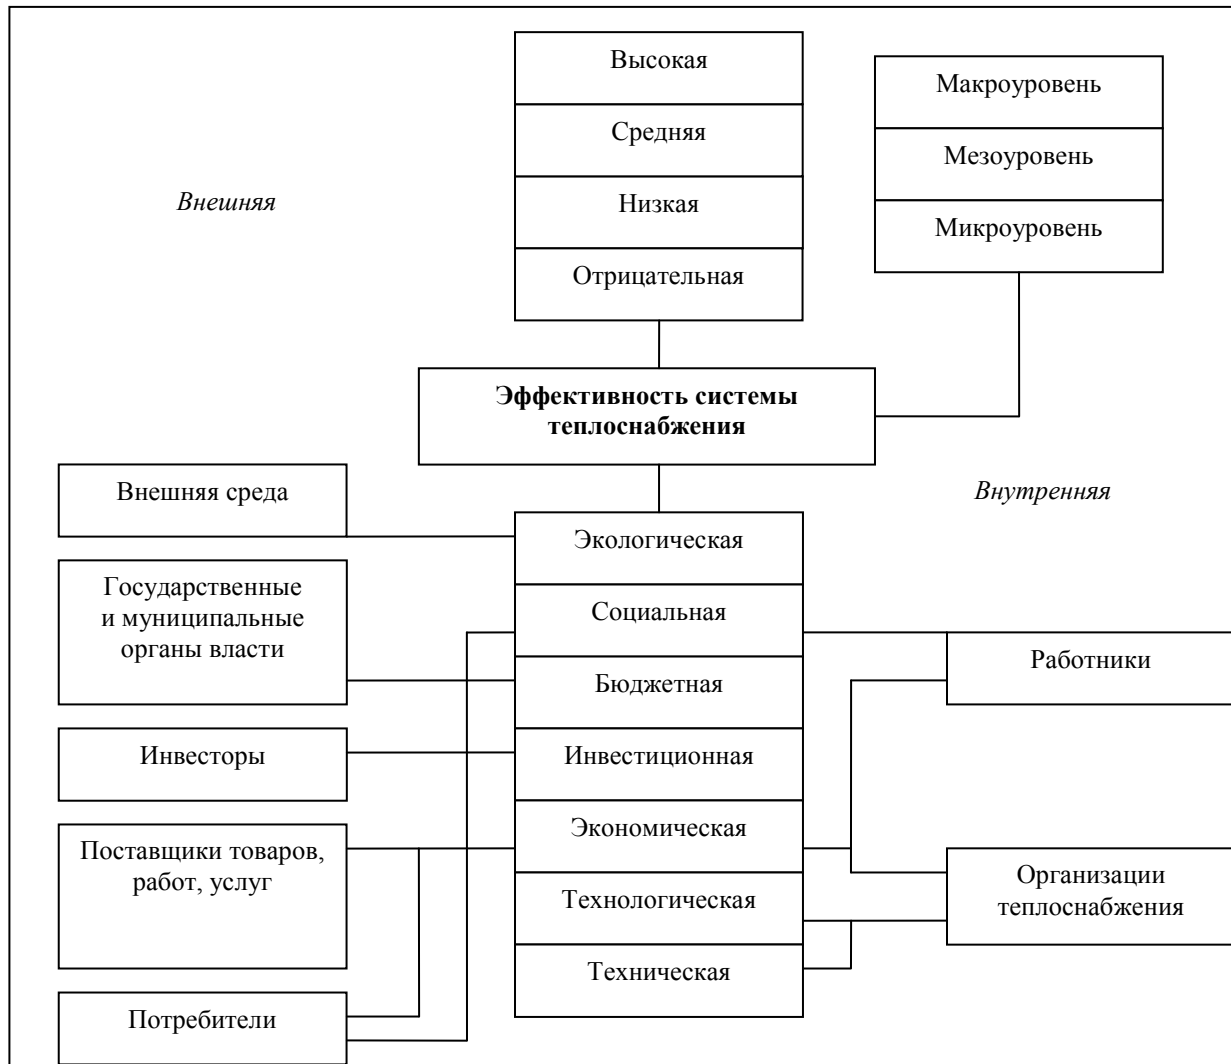 Высокая
Средняя
Низкая
Отрицательная
Макроуровень
Мезоуровень
Микроуровень
Внешняя
Эффективность системы
теплоснабжения
Внутренняя
Внешняя среда
Государственные
и муниципальные
органы власти
Инвесторы
Поставщики товаров,
работ, услуг
Потребители
Экологическая
Социальная
Бюджетная
Инвестиционная
Экономическая
Технологическая
Техническая
Работники
Организации
теплоснабжения